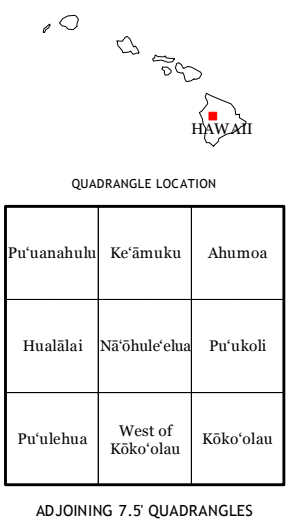 HAWAII
QUADRANGLE LOCATION
Puʻuanahulu
Keʻāmuku
Ahumoa
Hualālai
Nāʻōhuleʻelua
Puʻukoli
Puʻulehua
West of
Kōkoʻolau
Kōkoʻolau
ADJOINING 7.5' QUADRANGLES